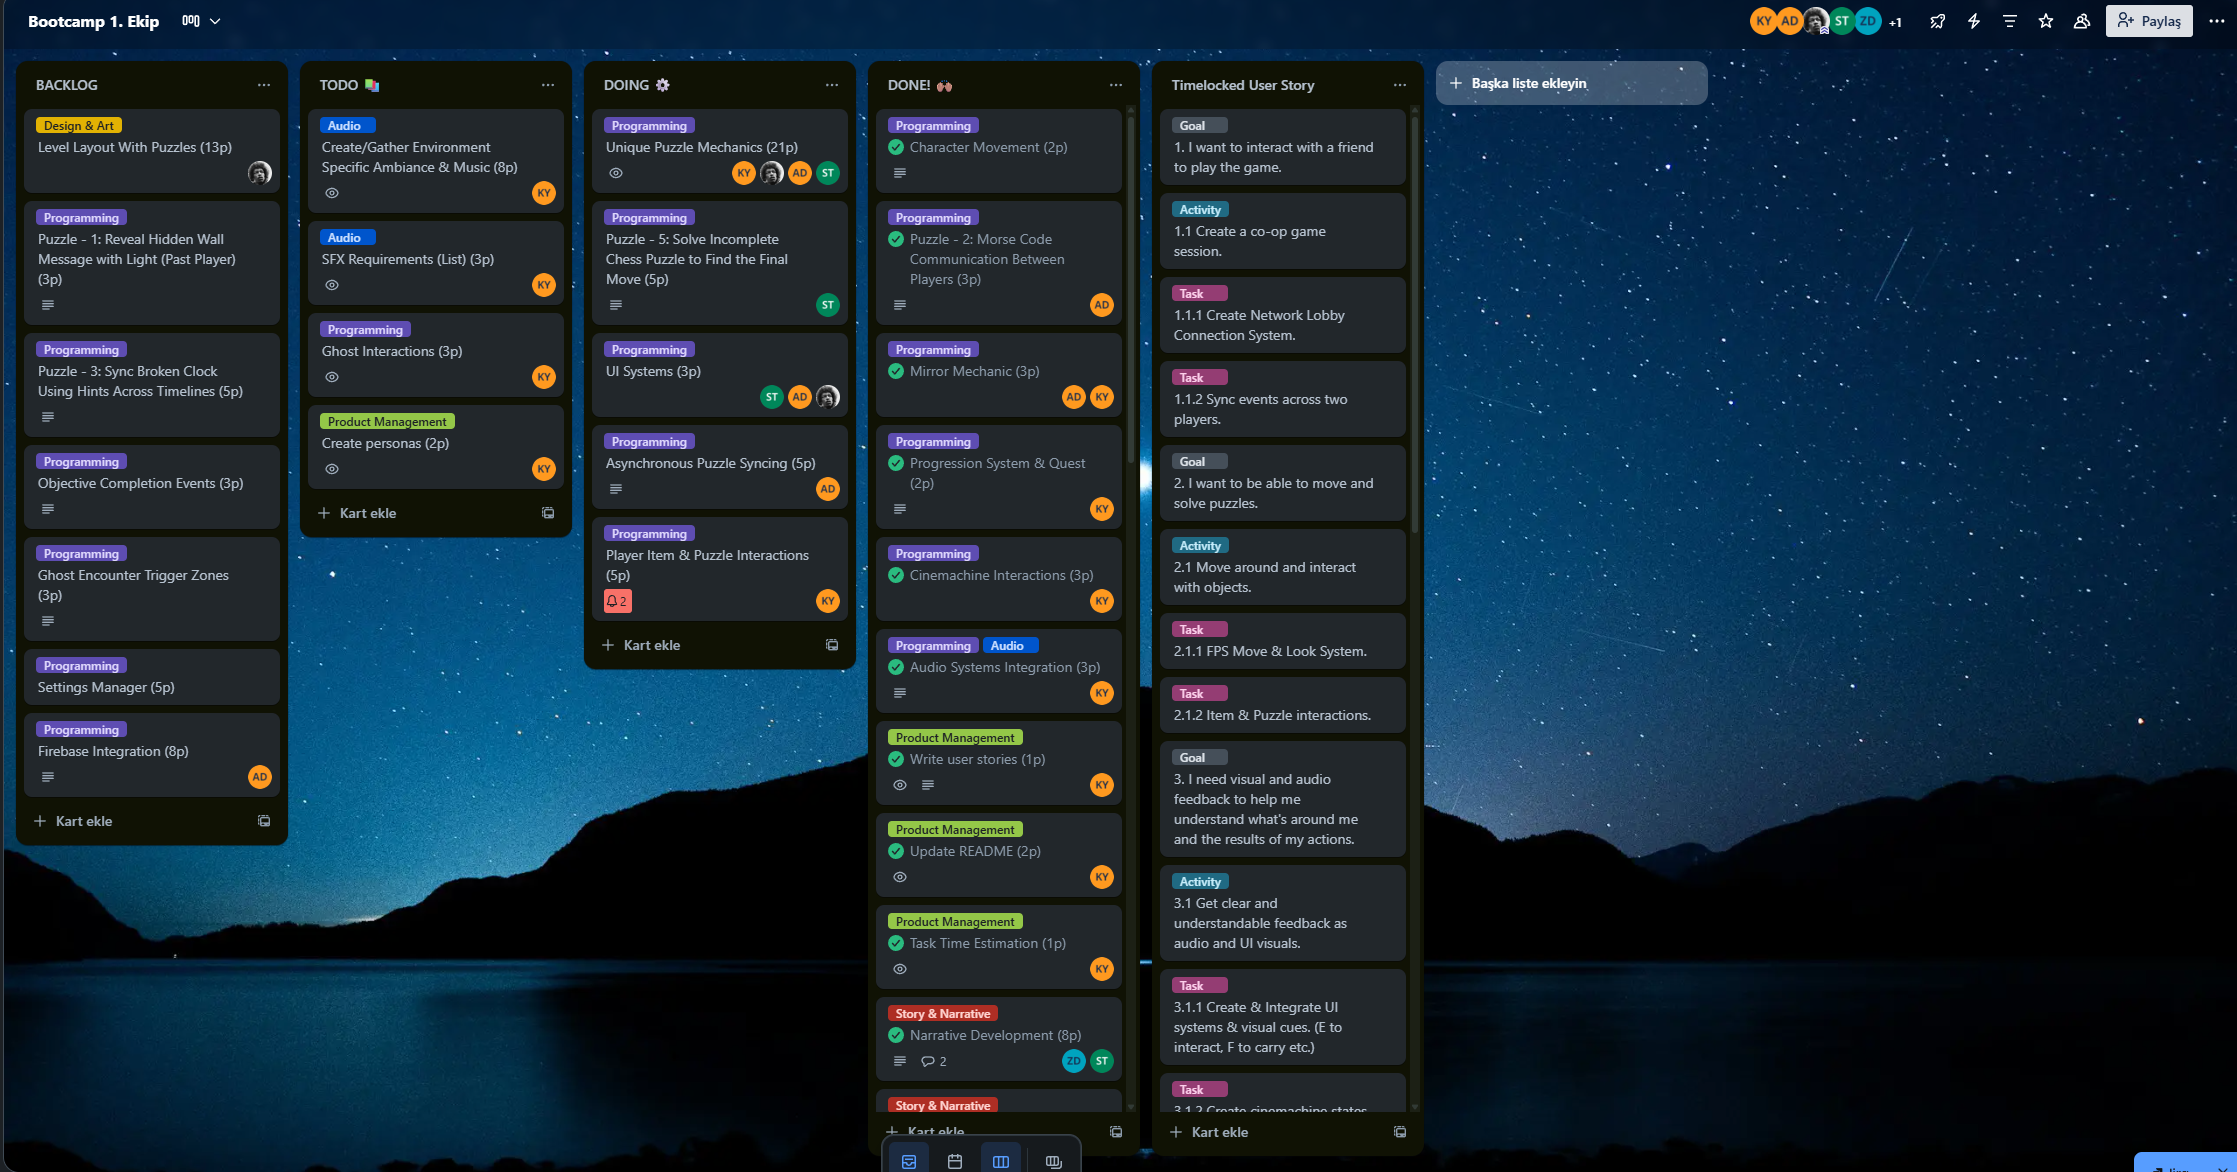 Bootcamp 1. Ekip
KY AD ST ZD +1
Paylaş
BACKLOG
Design & Art
Level Layout With Puzzles (13p)
Programming
Puzzle - 1: Reveal Hidden Wall
Message with Light (Past Player)
(3p)
Programming
Puzzle - 3: Sync Broken Clock
Using Hints Across Timelines (5p)
Programming
Objective Completion Events (3p)
Programming
Ghost Encounter Trigger Zones
(3p)
Programming
Settings Manager (5p)
Programming
Firebase Integration (8p)
AD
Kart ekle
TODO
Audio
Create/Gather Environment
Specific Ambiance & Music (8p)
KY
Audio
SFX Requirements (List) (3p)
KY
Programming
Ghost Interactions (3p)
KY
Product Management
Create personas (2p)
KY
Kart ekle
DOING
Programming
Unique Puzzle Mechanics (21p)
KY AD ST
Programming
Puzzle - 5: Solve Incomplete
Chess Puzzle to Find the Final
Move (5p)
ST
Programming
UI Systems (3p)
ST AD
Programming
Asynchronous Puzzle Syncing (5p)
AD
Programming
Player Item & Puzzle Interactions
(5p)
2 KY
Kart ekle
DONE!
Programming
Character Movement (2p)
Programming
Puzzle - 2: Morse Code
Communication Between
Players (3p)
AD
Programming
Mirror Mechanic (3p)
AD KY
Programming
Progression System & Quest
(2p)
KY
Programming
Cinemachine Interactions (3p)
KY
Programming Audio
Audio Systems Integration (3p)
KY
Product Management
Write user stories (1p)
KY
Product Management
Update README (2p)
KY
Product Management
Task Time Estimation (1p)
KY
Story & Narrative
Narrative Development (8p)
2 ZD ST
Story & Narrative
Kart ekle
Timelocked User Story
Goal
1. I want to interact with a friend
to play the game.
Activity
1.1 Create a co-op game
session.
Task
1.1.1 Create Network Lobby
Connection System.
Task
1.1.2 Sync events across two
players.
Goal
2. I want to be able to move and
solve puzzles.
Activity
2.1 Move around and interact
with objects.
Task
2.1.1 FPS Move & Look System.
Task
2.1.2 Item & Puzzle interactions.
Goal
3. I need visual and audio
feedback to help me
understand what's around me
and the results of my actions.
Activity
3.1 Get clear and
understandable feedback as
audio and UI visuals.
Task
3.1.1 Create & Integrate UI
systems & visual cues. (E to
interact, F to carry etc.)
Task
3.1.2 Create cinemachine states
Kart ekle
Başka liste ekleyin